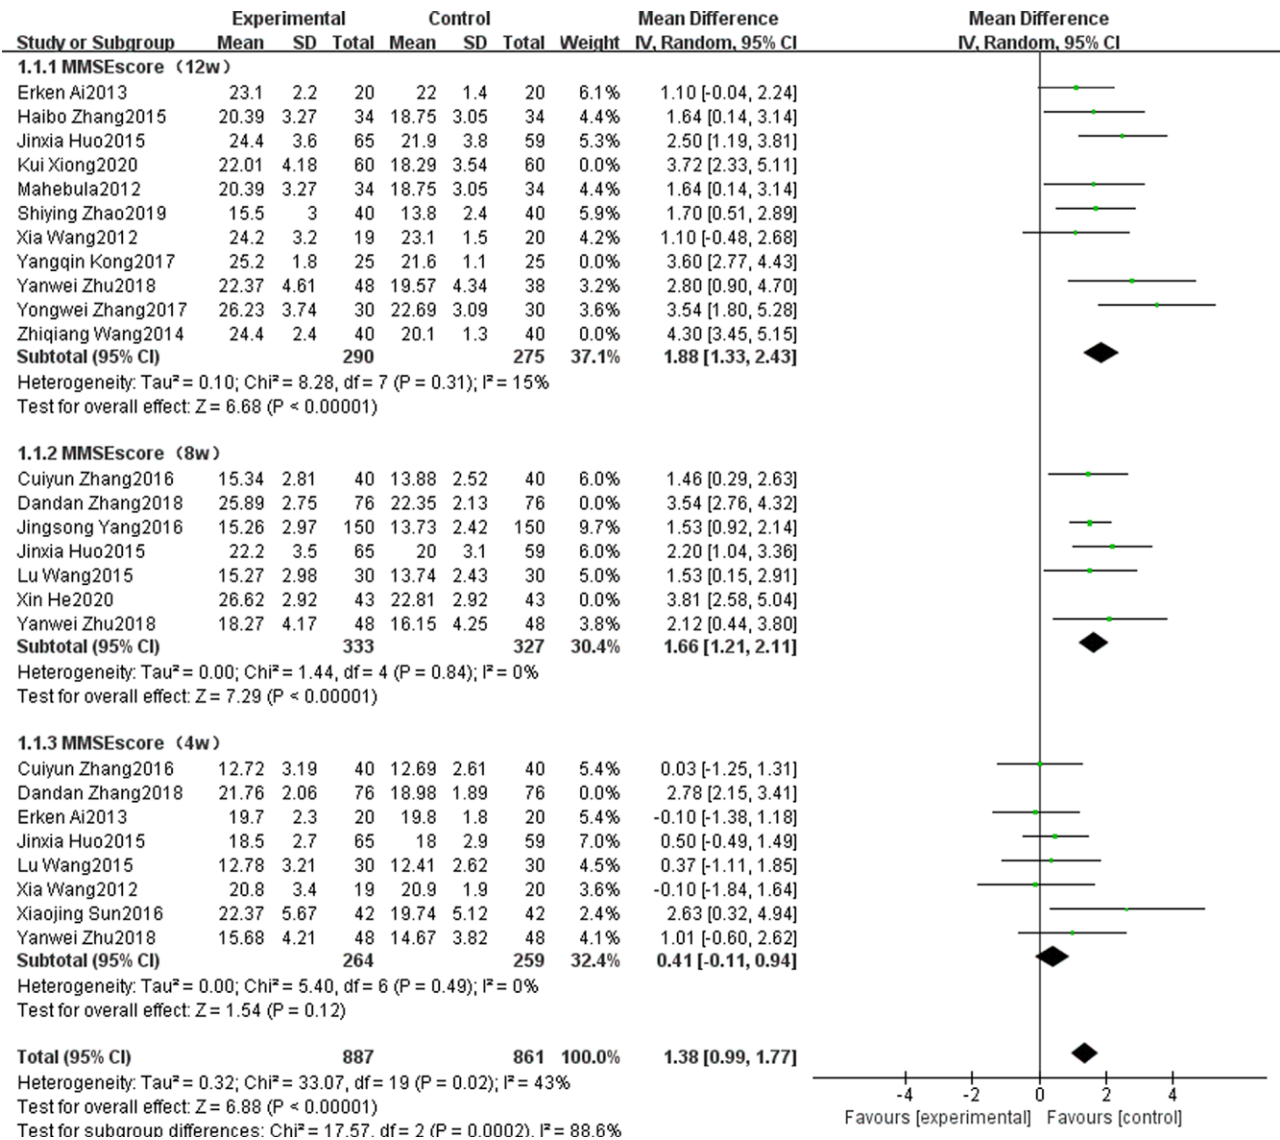 Experimental Control Mean Difference Mean Difference
Study or Subgroup Mean SD Total Mean SD Total Weight IV, Random, 95% CI IV, Random, 95% CI
1.1.1 MMSEscore （12w）
Erken Ai2013 23.1 2.2 20 22 1.4 20 6.1% 1.10 [-0.04, 2.24]
Haibo Zhang2015 20.39 3.27 34 18.75 3.05 34 4.4% 1.64 [0.14, 3.14]
Jinxia Huo2015 24.4 3.6 65 21.9 3.8 59 5.3% 2.50 [1.19, 3.81]
Kui Xiong2020 22.01 4.18 60 18.29 3.54 60 0.0% 3.72 [2.33, 5.11]
Mahebula2012 20.39 3.27 34 18.75 3.05 34 4.4% 1.64 [0.14, 3.14]
Shiying Zhao2019 15.5 3 40 13.8 2.4 40 5.9% 1.70 [0.51, 2.89]
Xia Wang2012 24.2 3.2 19 23.1 1.5 20 4.2% 1.10 [-0.48, 2.68]
Yangqin Kong2017 25.2 1.8 25 21.6 1.1 25 0.0% 3.60 [2.77, 4.43]
Yanwei Zhu2018 22.37 4.61 48 19.57 4.34 38 3.2% 2.80 [0.90, 4.70]
Yongwei Zhang2017 26.23 3.74 30 22.69 3.09 30 3.6% 3.54 [1.80, 5.28]
Zhiqiang Wang2014 24.4 2.4 40 20.1 1.3 40 0.0% 4.30 [3.45, 5.15]
Subtotal (95% CI) 290 275 37.1% 1.88 [1.33, 2.43]
Heterogeneity: Tau² = 0.10; Chi² = 8.28, df = 7 (P = 0.31); I² = 15%
Test for overall effect: Z = 6.68 (P < 0.00001)
1.1.2 MMSEscore （8w）
Cuiyun Zhang2016 15.34 2.81 40 13.88 2.52 40 6.0% 1.46 [0.29, 2.63]
Dandan Zhang2018 25.89 2.75 76 22.35 2.13 76 0.0% 3.54 [2.76, 4.32]
Jingsong Yang2016 15.26 2.97 150 13.73 2.42 150 9.7% 1.53 [0.92, 2.14]
Jinxia Huo2015 22.2 3.5 65 20 3.1 59 6.0% 2.20 [1.04, 3.36]
Lu Wang2015 15.27 2.98 30 13.74 2.43 30 5.0% 1.53 [0.15, 2.91]
Xin He2020 26.62 2.92 43 22.81 2.92 43 0.0% 3.81 [2.58, 5.04]
Yanwei Zhu2018 18.27 4.17 48 16.15 4.25 48 3.8% 2.12 [0.44, 3.80]
Subtotal (95% CI) 333 327 30.4% 1.66 [1.21, 2.11]
Heterogeneity: Tau² = 0.00; Chi² = 1.44, df = 4 (P = 0.84); I² = 0%
Test for overall effect: Z = 7.29 (P < 0.00001)
1.1.3 MMSEscore （4w）
Cuiyun Zhang2016 12.72 3.19 40 12.69 2.61 40 5.4% 0.03 [-1.25, 1.31]
Dandan Zhang2018 21.76 2.06 76 18.98 1.89 76 0.0% 2.78 [2.15, 3.41]
Erken Ai2013 19.7 2.3 20 19.8 1.8 20 5.4% -0.10 [-1.38, 1.18]
Jinxia Huo2015 18.5 2.7 65 18 2.9 59 7.0% 0.50 [-0.49, 1.49]
Lu Wang2015 12.78 3.21 30 12.41 2.62 30 4.5% 0.37 [-1.11, 1.85]
Xia Wang2012 20.8 3.4 19 20.9 1.9 20 3.6% -0.10 [-1.84, 1.64]
Xiaojing Sun2016 22.37 5.67 42 19.74 5.12 42 2.4% 2.63 [0.32, 4.94]
Yanwei Zhu2018 15.68 4.21 48 14.67 3.82 48 4.1% 1.01 [-0.60, 2.62]
Subtotal (95% CI) 264 259 32.4% 0.41 [-0.11, 0.94]
Heterogeneity: Tau² = 0.00; Chi² = 5.40, df = 6 (P = 0.49); I² = 0%
Test for overall effect: Z = 1.54 (P = 0.12)
Total (95% CI) 887 861 100.0% 1.38 [0.99, 1.77]
Heterogeneity: Tau² = 0.32; Chi² = 33.07, df = 19 (P = 0.02); I² = 43%
-4 -2 0 2 4
Test for overall effect: Z = 6.88 (P < 0.00001)
Favours [experimental] Favours [control]
Test for subgroup differences: Chi² = 17.57, df = 2 (P = 0.0002), I² = 88.6%